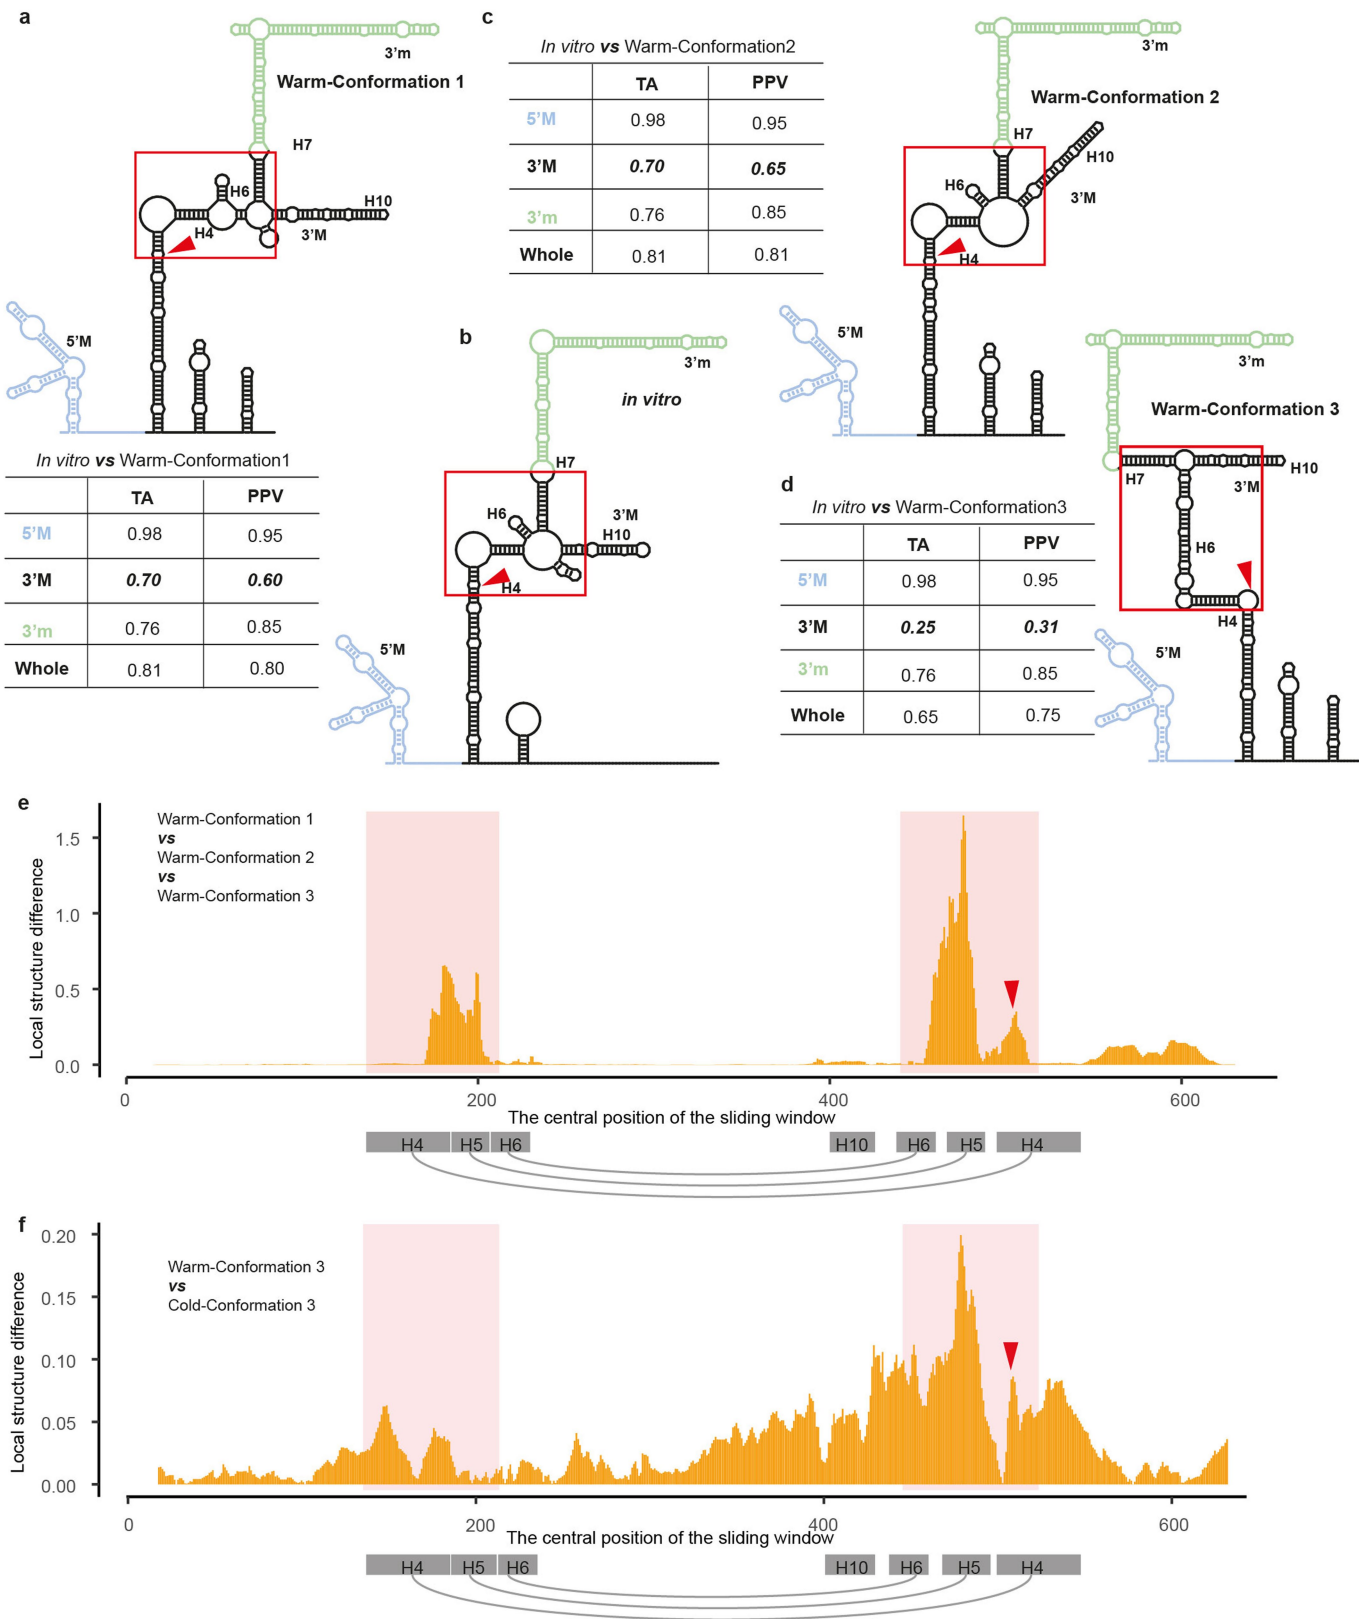 a
3'm
Warm-Conformation 1
H7
H6
H10
H4
3'M
5'M
In vitro vs Warm-Conformation1
TA PPV
5'M 0.98 0.95
3'M 0.70 0.60
3'm 0.76 0.85
Whole 0.81 0.80
b
3'm
in vitro
H7
H6
3'M
H10
H4
5'M
c
In vitro vs Warm-Conformation2
TA PPV
5'M 0.98 0.95
3'M 0.70 0.65
3'm 0.76 0.85
Whole 0.81 0.81
3'm
Warm-Conformation 2
H7
H10
H6
3'M
H4
5'M
d
In vitro vs Warm-Conformation3
TA PPV
5'M 0.98 0.95
3'M 0.25 0.31
3'm 0.76 0.85
Whole 0.65 0.75
3'm
Warm-Conformation 3
H7
H10
3'M
H6
H4
5'M
e
Warm-Conformation 1
vs
Warm-Conformation 2
vs
Warm-Conformation 3
Local structure difference
1.5
1.0
0.5
0.0
0 200 400 600
The central position of the sliding window
H4 H5 H6 H10 H6 H5 H4
f
Warm-Conformation 3
vs
Cold-Conformation 3
Local structure difference
0.20
0.15
0.10
0.05
0.00
0 200 400 600
The central position of the sliding window
H4 H5 H6 H10 H6 H5 H4